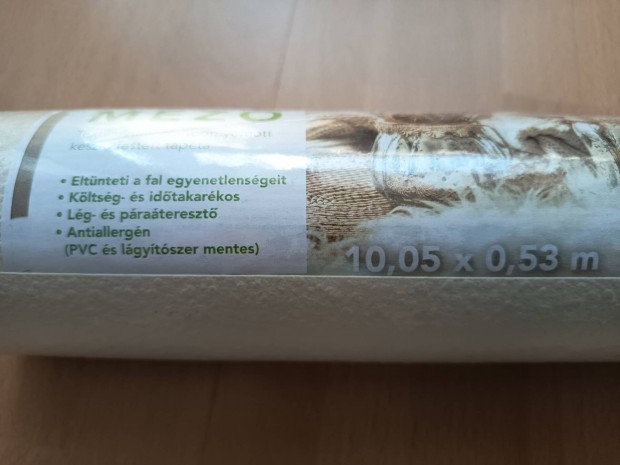 MEZŐ
• Eltünteti a fal egyenetlenségeit
• Költség- és időtakarékos
• Lég- és páraáteresztő
• Antiallergén
(PVC és lágyítószer mentes)
10,05 x 0,53 m